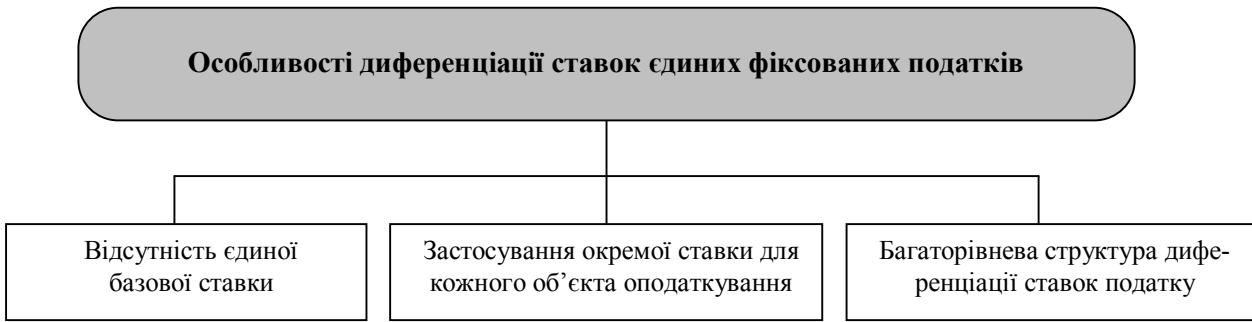 Особливості диференціації ставок єдиних фіксованих податків
Відсутність єдиної
базової ставки
Застосування окремої ставки для
кожного об’єкта оподаткування
Багаторівнева структура дифе-
ренціації ставок податку